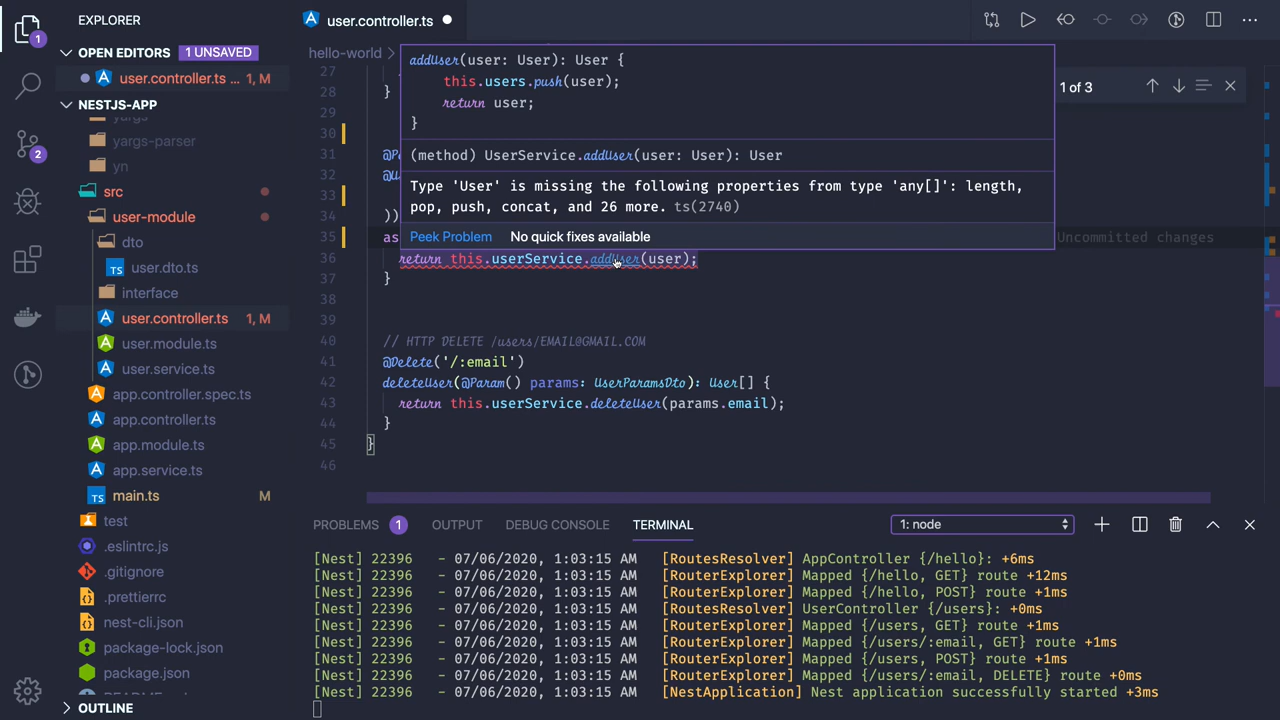 EXPLORER
OPEN EDITORS 1 UNSAVED
user.controller.ts ... 1, M
NESTJS-APP
yargs
yargs-parser
yn
src
user-module
dto
user.dto.ts
interface
user.controller.ts 1, M
user.module.ts
user.service.ts
app.controller.spec.ts
app.controller.ts
app.module.ts
app.service.ts
main.ts M
test
.eslintrc.js
.gitignore
.prettierrc
nest-cli.json
package-lock.json
package.json
OUTLINE
1
2
user.controller.ts
hello-world
1 of 3
addUser(user: User): User {
this.users.push(user);
return user;
}
(method) UserService.addUser(user: User): User
Type 'User' is missing the following properties from type 'any[]': length,
pop, push, concat, and 26 more. ts(2740)
Peek Problem No quick fixes available
27
28 }
29
30
31 @P
32 @U
33
34 ))
35 as Uncommitted changes
36 return this.userService.addUser(user);
37 }
38
39
40 // HTTP DELETE /users/EMAIL@GMAIL.COM
41 @Delete('/:email')
42 deleteUser(@Param() params: UserParamsDto): User[] {
43 return this.userService.deleteUser(params.email);
44 }
45 }
46
PROBLEMS 1 OUTPUT DEBUG CONSOLE TERMINAL 1: node
[Nest] 22396 - 07/06/2020, 1:03:15 AM [RoutesResolver] AppController {/hello}: +6ms
[Nest] 22396 - 07/06/2020, 1:03:15 AM [RouterExplorer] Mapped {/hello, GET} route +12ms
[Nest] 22396 - 07/06/2020, 1:03:15 AM [RouterExplorer] Mapped {/hello, POST} route +1ms
[Nest] 22396 - 07/06/2020, 1:03:15 AM [RoutesResolver] UserController {/users}: +0ms
[Nest] 22396 - 07/06/2020, 1:03:15 AM [RouterExplorer] Mapped {/users, GET} route +1ms
[Nest] 22396 - 07/06/2020, 1:03:15 AM [RouterExplorer] Mapped {/users/:email, GET} route +1ms
[Nest] 22396 - 07/06/2020, 1:03:15 AM [RouterExplorer] Mapped {/users, POST} route +1ms
[Nest] 22396 - 07/06/2020, 1:03:15 AM [RouterExplorer] Mapped {/users/:email, DELETE} route +0ms
[Nest] 22396 - 07/06/2020, 1:03:15 AM [NestApplication] Nest application successfully started +3ms